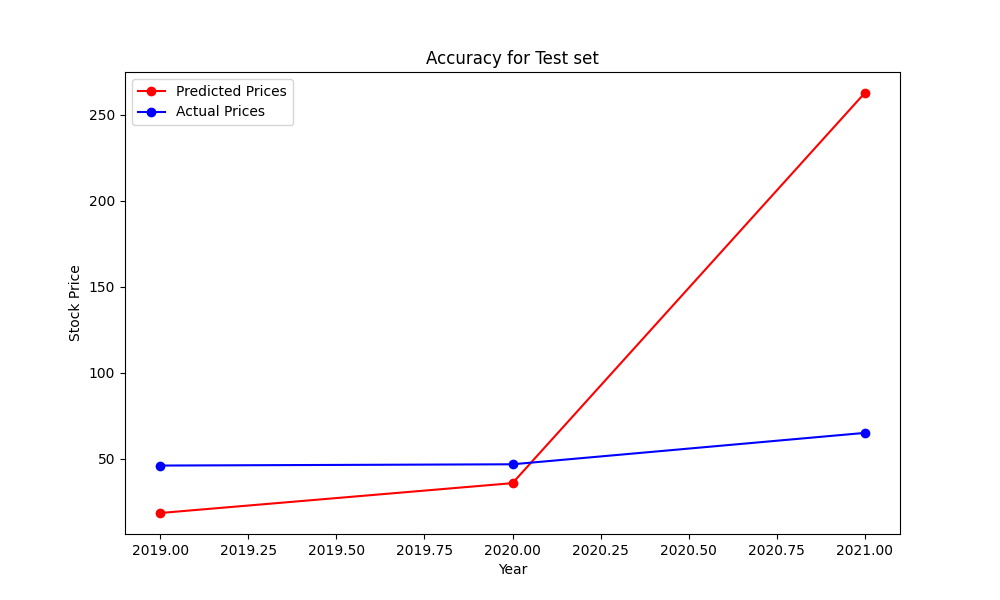 Accuracy for Test set
Predicted Prices
Actual Prices
250
200
150
100
50
Stock Price
2019.00 2019.25 2019.50 2019.75 2020.00 2020.25 2020.50 2020.75 2021.00
Year